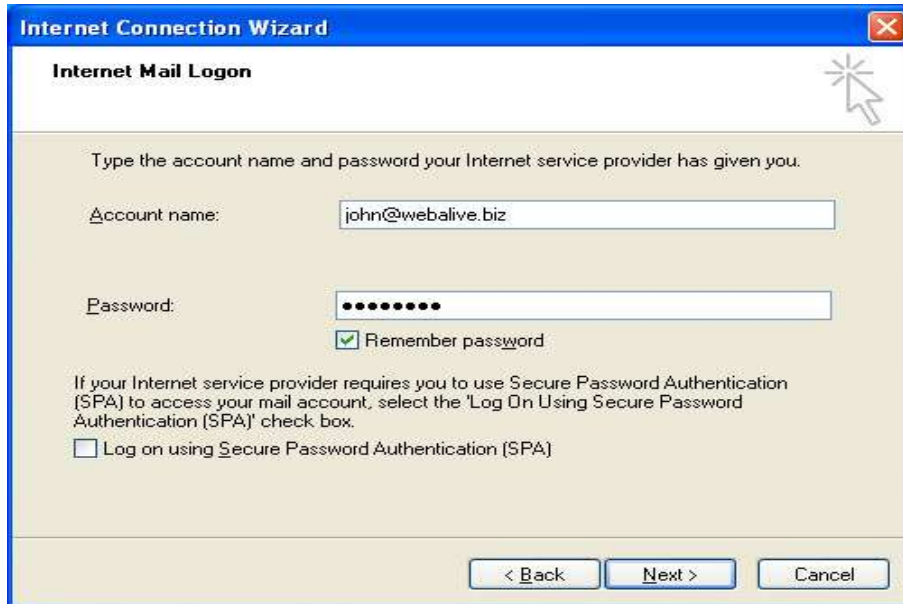 Internet Connection Wizard
Internet Mail Logon
Type the account name and password your Internet service provider has given you.
Account name:
john@webalive.biz
Password:
••••••••
Remember password
If your Internet service provider requires you to use Secure Password Authentication
(SPA) to access your mail account, select the 'Log On Using Secure Password
Authentication (SPA)' check box.
Log on using Secure Password Authentication (SPA)
< Back
Next >
Cancel